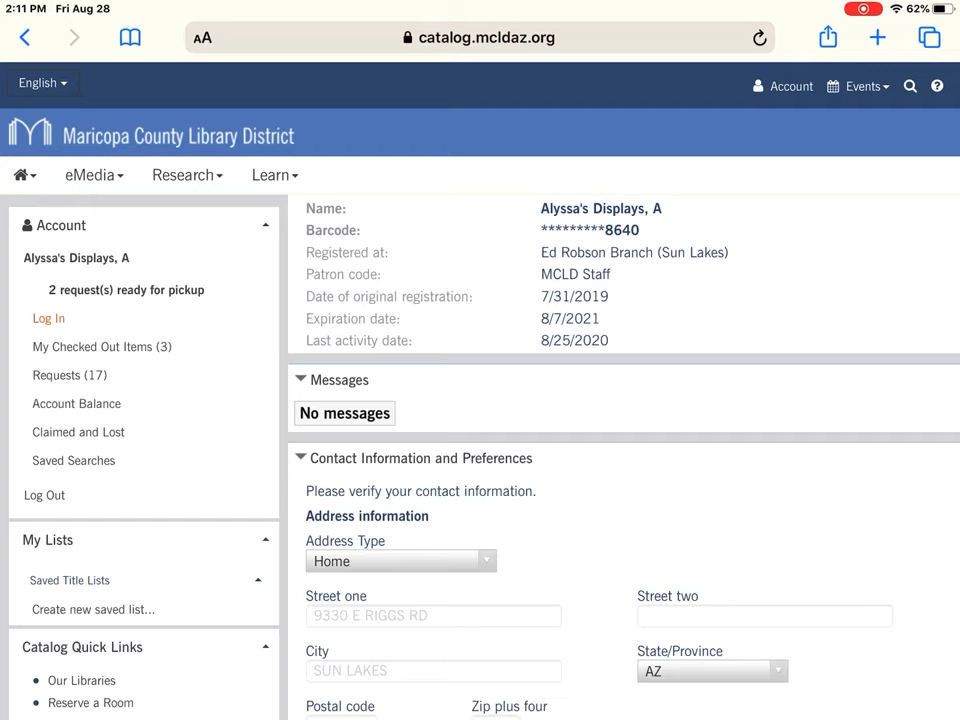 2:11 PM Fri Aug 28
62%
AA
catalog.mcldaz.org
English
Account
Events
Maricopa County Library District
eMedia
Research
Learn
Account
Alyssa's Displays, A
2 request(s) ready for pickup
Log In
My Checked Out Items (3)
Requests (17)
Account Balance
Claimed and Lost
Saved Searches
Log Out
My Lists
Saved Title Lists
Create new saved list...
Catalog Quick Links
Our Libraries
Reserve a Room
Name: Alyssa's Displays, A
Barcode: *********8640
Registered at: Ed Robson Branch (Sun Lakes)
Patron code: MCLD Staff
Date of original registration: 7/31/2019
Expiration date: 8/7/2021
Last activity date: 8/25/2020
Messages
No messages
Contact Information and Preferences
Please verify your contact information.
Address information
Address Type
Home
Street one Street two
9330 E RIGGS RD
City State/Province
SUN LAKES AZ
Postal code Zip plus four